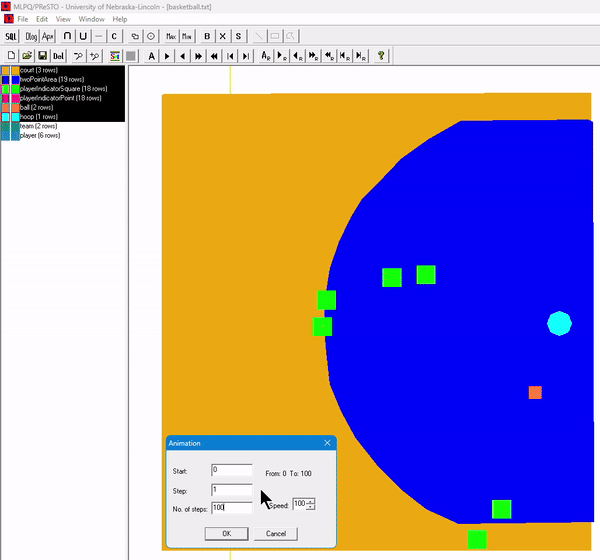 MLPQ/PReSTO - University of Nebraska-Lincoln - [basketball.txt]
File Edit View Window Help
SQL Dlog Apx ∩ U — C Max Min B X S
Del A A R R R R R R ?
court (3 rows)
twoPointArea (19 rows)
playerIndicatorSquare (18 rows)
playerIndicatorPoint (18 rows)
ball (2 rows)
hoop (1 rows)
team (2 rows)
player (6 rows)
Animation
Start: 0 From: 0 To: 100
Step: 1
No. of steps: 100 Speed: 100
OK Cancel